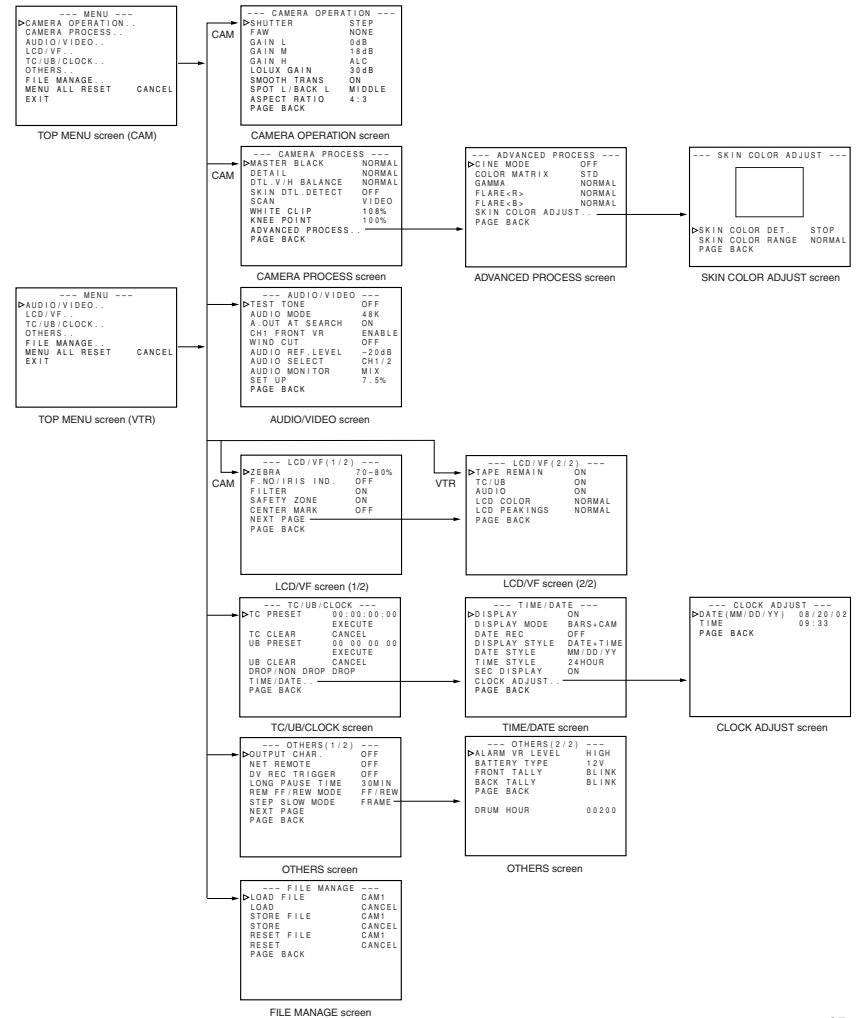 --- MENU ---
CAMERA OPERATION..
CAMERA PROCESS..
AUDIO/VIDEO..
LCD/VF..
TC/UB/CLOCK..
OTHERS..
FILE MANAGE..
MENU ALL RESET CANCEL
EXIT
TOP MENU screen (CAM)
CAM
--- CAMERA OPERATION ---
SHUTTER STEP
FAW NONE
GAIN L 0dB
GAIN M 18dB
GAIN H ALC
LOLUX GAIN 30dB
SMOOTH TRANS ON
SPOT L/BACK L MIDDLE
ASPECT RATIO 4:3
PAGE BACK
CAMERA OPERATION screen
CAM
--- CAMERA PROCESS ---
MASTER BLACK NORMAL
DETAIL NORMAL
DTL.V/H BALANCE NORMAL
SKIN DTL.DETECT OFF
SCAN VIDEO
WHITE CLIP 108%
KNEE POINT 100%
ADVANCED PROCESS..
PAGE BACK
CAMERA PROCESS screen
--- ADVANCED PROCESS ---
CINE MODE OFF
COLOR MATRIX STD
GAMMA NORMAL
FLARE<R> NORMAL
FLARE<B> NORMAL
SKIN COLOR ADJUST..
PAGE BACK
ADVANCED PROCESS screen
--- SKIN COLOR ADJUST ---
SKIN COLOR DET. STOP
SKIN COLOR RANGE NORMAL
PAGE BACK
SKIN COLOR ADJUST screen
--- MENU ---
AUDIO/VIDEO..
LCD/VF..
TC/UB/CLOCK..
OTHERS..
FILE MANAGE..
MENU ALL RESET CANCEL
EXIT
TOP MENU screen (VTR)
--- AUDIO/VIDEO ---
TEST TONE OFF
AUDIO MODE 48K
A.OUT AT SEARCH ON
CH1 FRONT VR ENABLE
WIND CUT OFF
AUDIO REF.LEVEL -20dB
AUDIO SELECT CH1/2
AUDIO MONITOR MIX
SET UP 7.5%
PAGE BACK
AUDIO/VIDEO screen
CAM
--- LCD/VF(1/2) ---
ZEBRA 70-80%
F.NO/IRIS IND. OFF
FILTER ON
SAFETY ZONE ON
CENTER MARK OFF
NEXT PAGE
PAGE BACK
LCD/VF screen (1/2)
VTR
--- LCD/VF(2/2) ---
TAPE REMAIN ON
TC/UB ON
AUDIO ON
LCD COLOR NORMAL
LCD PEAKINGS NORMAL
PAGE BACK
LCD/VF screen (2/2)
--- TC/UB/CLOCK ---
TC PRESET 00:00:00:00
EXECUTE
TC CLEAR CANCEL
UB PRESET 00 00 00 00
EXECUTE
UB CLEAR CANCEL
DROP/NON DROP DROP
TIME/DATE..
PAGE BACK
TC/UB/CLOCK screen
--- TIME/DATE ---
DISPLAY ON
DISPLAY MODE BARS+CAM
DATE REC OFF
DISPLAY STYLE DATE+TIME
DATE STYLE MM/DD/YY
TIME STYLE 24HOUR
SEC DISPLAY ON
CLOCK ADJUST..
PAGE BACK
TIME/DATE screen
--- CLOCK ADJUST ---
DATE(MM/DD/YY) 08/20/02
TIME 09:33
PAGE BACK
CLOCK ADJUST screen
--- OTHERS(1/2) ---
OUTPUT CHAR. OFF
NET REMOTE OFF
DV REC TRIGGER OFF
LONG PAUSE TIME 30MIN
REM FF/REW MODE FF/REW
STEP SLOW MODE FRAME
NEXT PAGE
PAGE BACK
OTHERS screen
--- OTHERS(2/2) ---
ALARM VR LEVEL HIGH
BATTERY TYPE 12V
FRONT TALLY BLINK
BACK TALLY BLINK
PAGE BACK
DRUM HOUR 00200
OTHERS screen
--- FILE MANAGE ---
LOAD FILE CAM1
LOAD CANCEL
STORE FILE CAM1
STORE CANCEL
RESET FILE CAM1
RESET CANCEL
PAGE BACK
FILE MANAGE screen